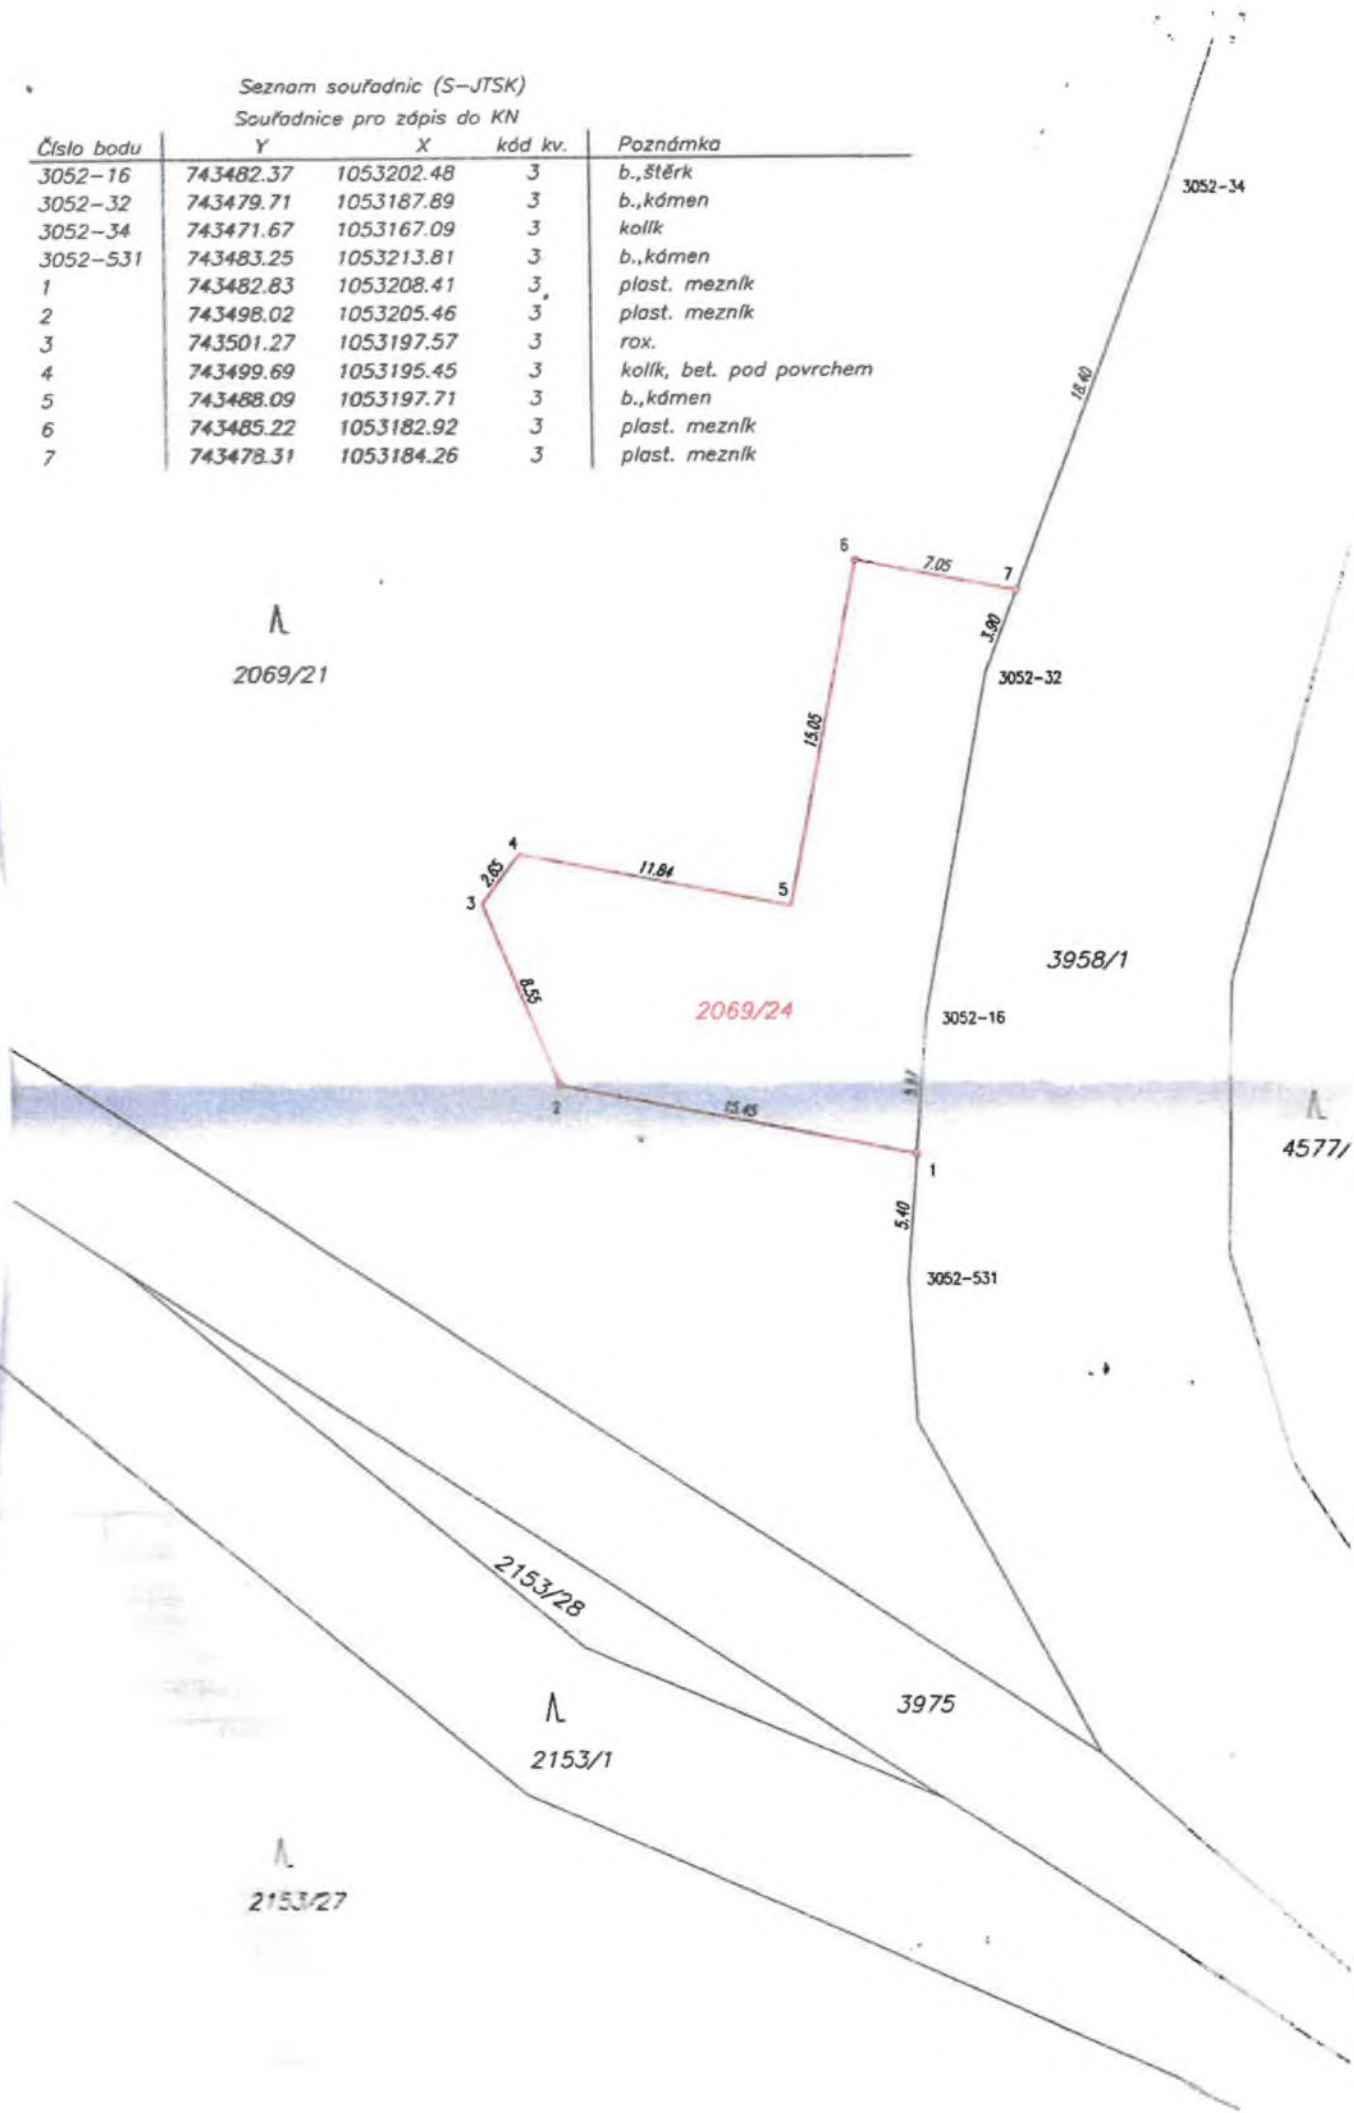 Seznam souřadnic (S-JTSK)
Souřadnice pro zápis do KN
Číslo bodu Y X kód kv. Poznámka
3052-16 743482.37 1053202.48 3 b.,štěrk
3052-32 743479.71 1053187.89 3 b.,kámen
3052-34 743471.67 1053167.09 3 kolík
3052-531 743483.25 1053213.81 3 b.,kámen
1 743482.83 1053208.41 3 plast. mezník
2 743498.02 1053205.46 3 plast. mezník
3 743501.27 1053197.57 3 rox.
4 743499.69 1053195.45 3 kolík, bet. pod povrchem
5 743488.09 1053197.71 3 b.,kámen
6 743485.22 1053182.92 3 plast. mezník
7 743478.31 1053184.26 3 plast. mezník
3052-34
18.40
6
7.05
7
3.90
2069/21
3052-32
15.05
4
2.65
11.84
5
3
3958/1
8.55
2069/24
3052-16
2
15.45
1
4577/
5.40
3052-531
2153/28
3975
2153/1
2153/27